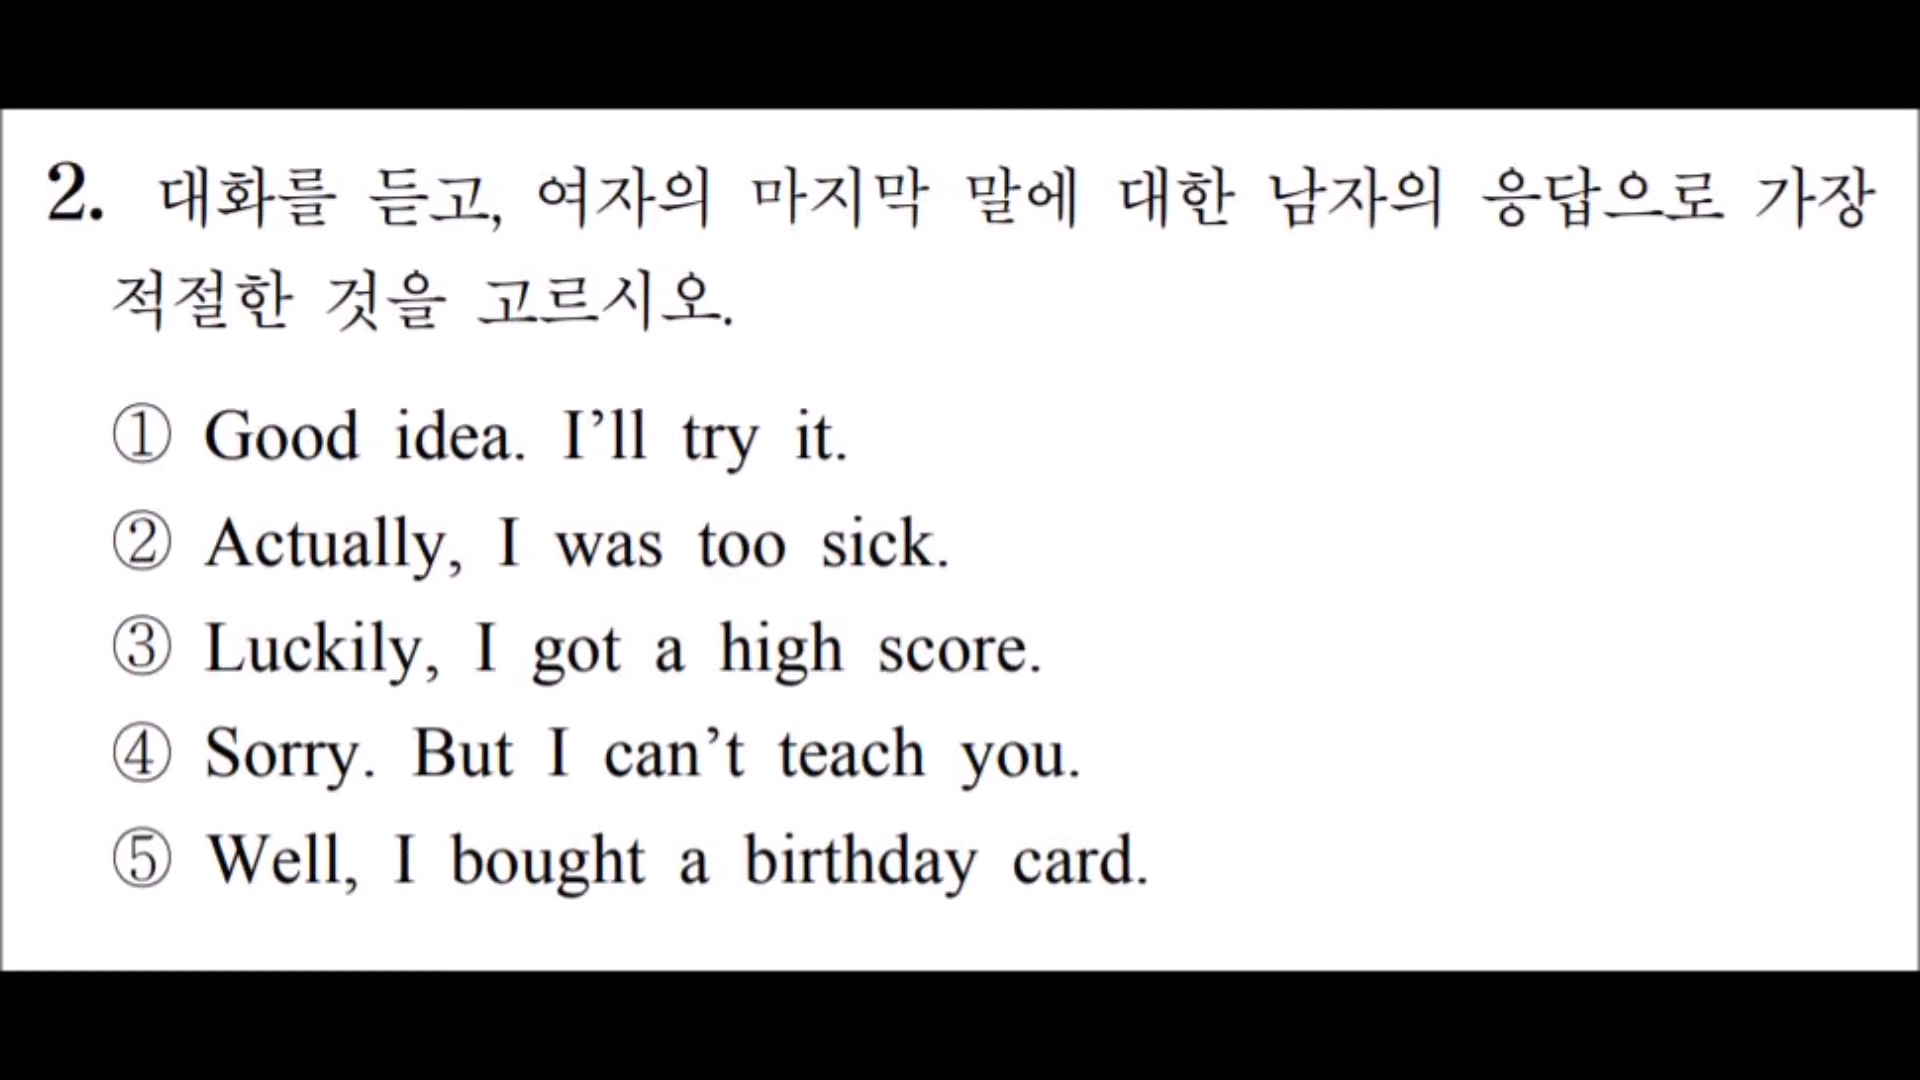 2. 대화를 듣고, 여자의 마지막 말에 대한 남자의 응답으로 가장
적절한 것을 고르시오.
① Good idea. I’ll try it.
② Actually, I was too sick.
③ Luckily, I got a high score.
④ Sorry. But I can’t teach you.
⑤ Well, I bought a birthday card.